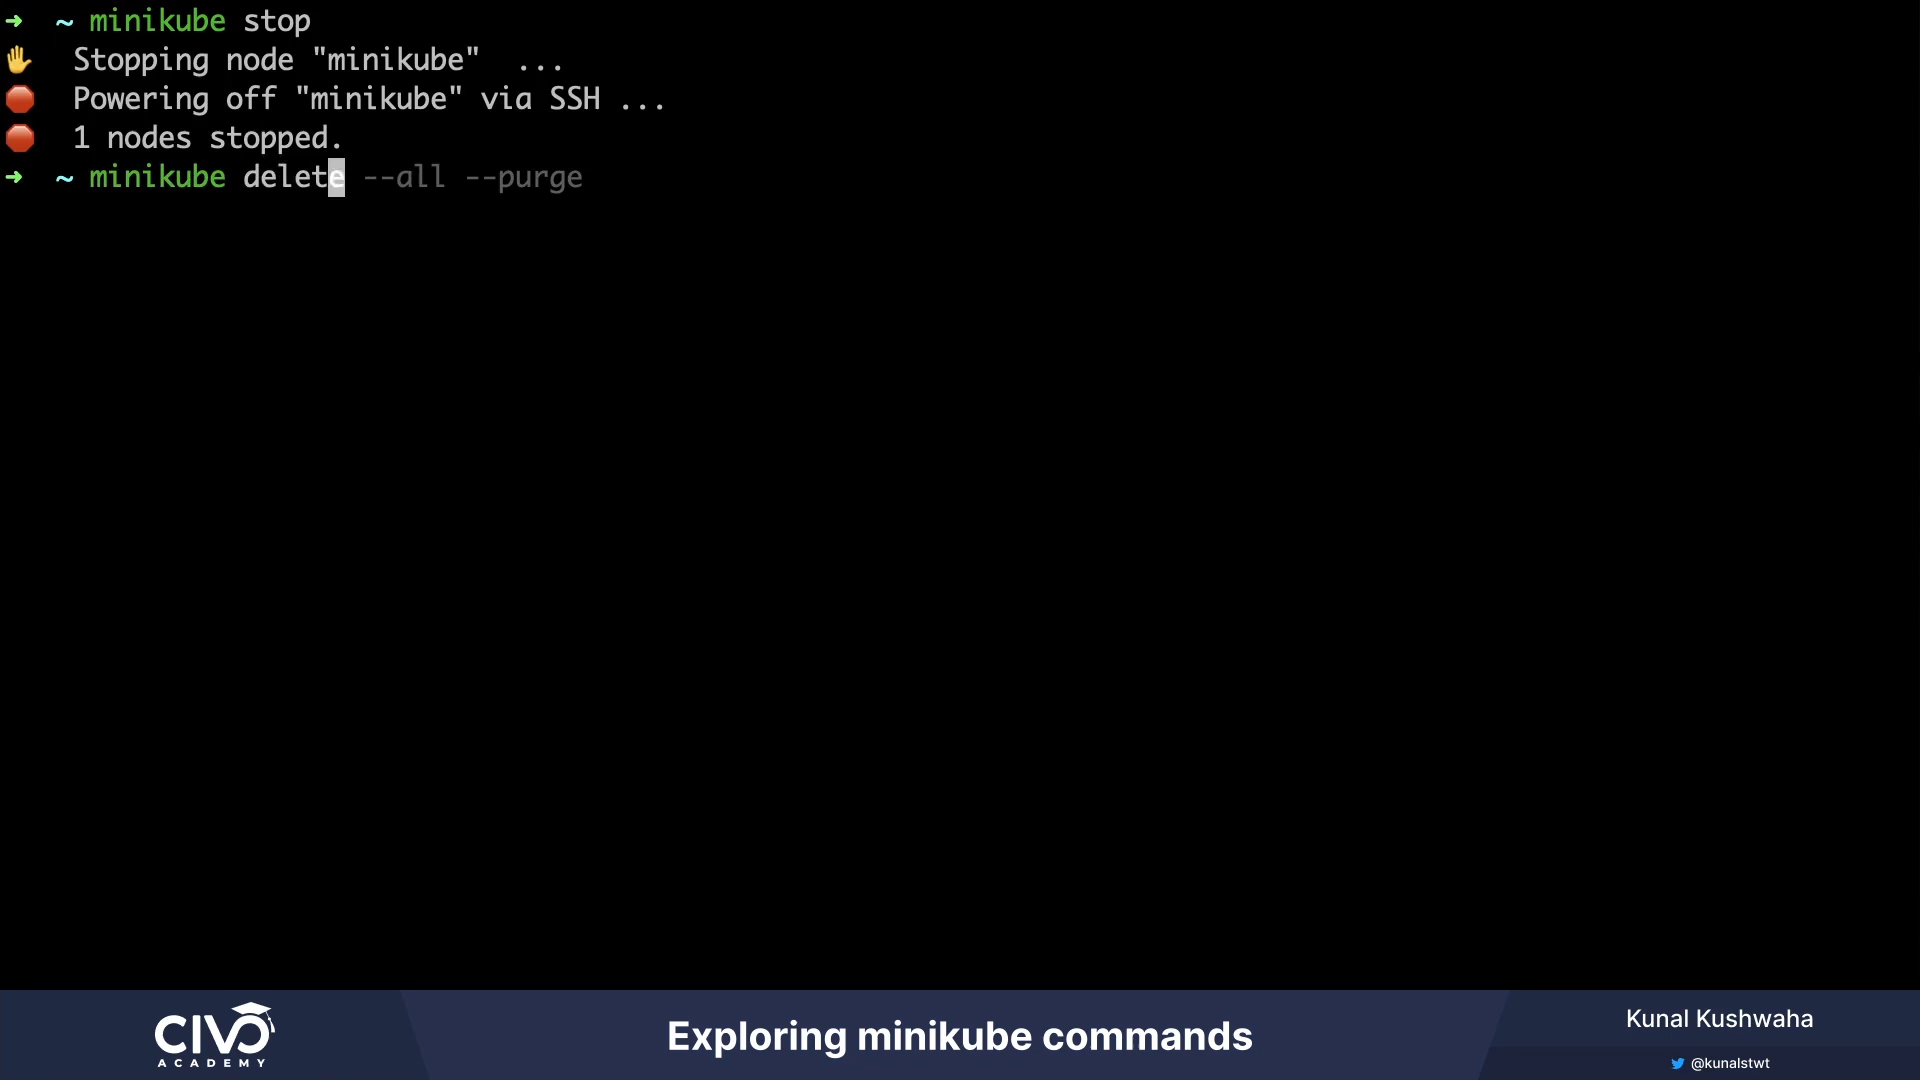 ➜  ~ minikube stop
✋  Stopping node "minikube"  ...
🛑  Powering off "minikube" via SSH ...
🛑  1 nodes stopped.
➜  ~ minikube delete --all --purge
CIVO
ACADEMY
Exploring minikube commands
Kunal Kushwaha
@kunalstwt